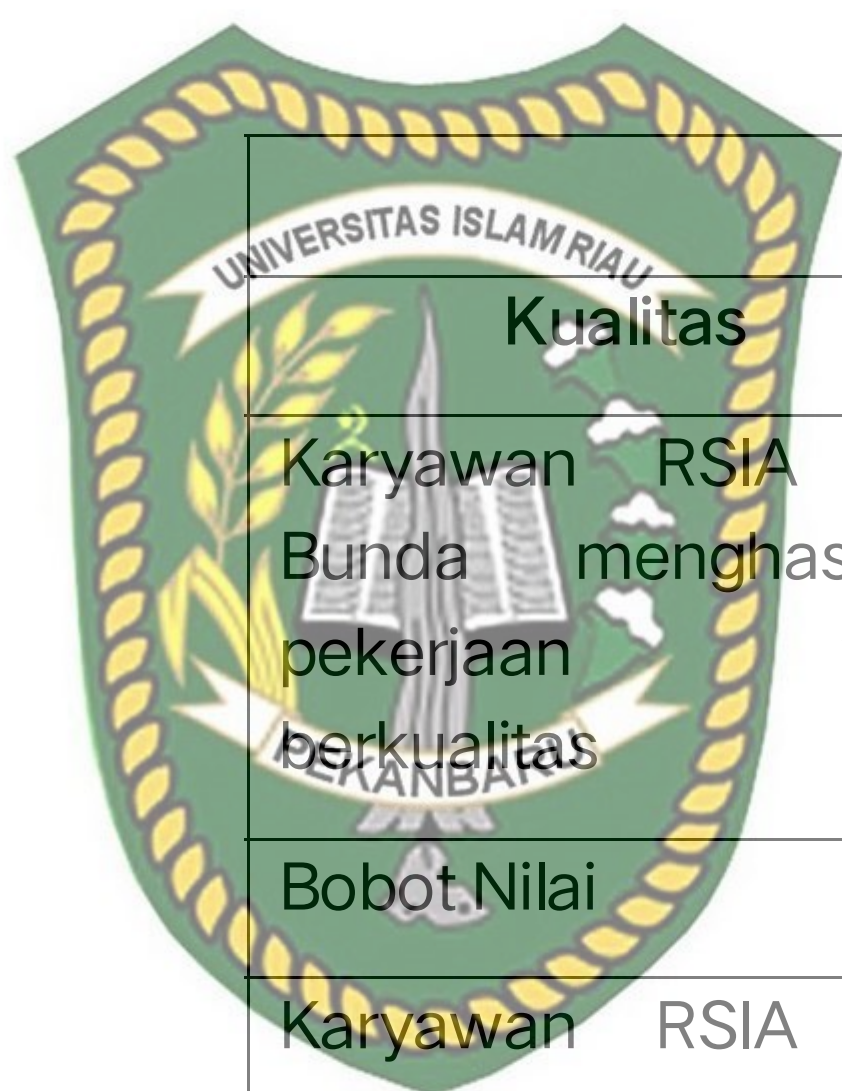 UNIVERSITAS ISLAM RIAU
Kualitas
Karyawan RSIA
Bunda menghas
pekerjaan
berkualitas
PEKANBARU
Bobot Nilai
Karyawan RSIA